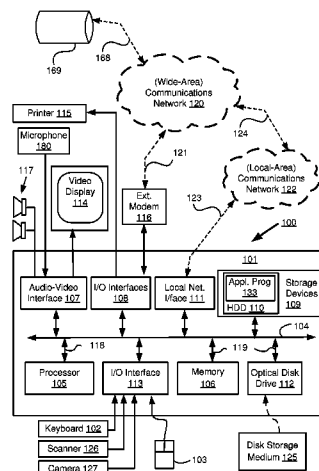 169
168
(Wide-Area)
Communications
Network 120
Printer 115
Microphone
180
117
121
124
Video
Display
114
Ext.
Modem
116
(Local-Area)
Communications
Network 122
123
100
101
Audio-Video
Interface 107
I/O Interfaces
108
Local Net.
I/face 111
Appl. Prog
133
HDD 110
Storage
Devices
109
104
118
119
Processor
105
I/O Interface
113
Memory
106
Optical Disk
Drive 112
Keyboard 102
Scanner 126
Camera 127
103
Disk Storage
Medium 125